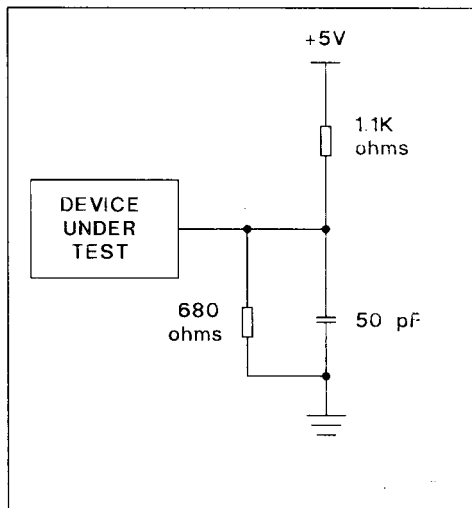 +5V
1.1K
ohms
DEVICE
UNDER
TEST
680
ohms
50 pF